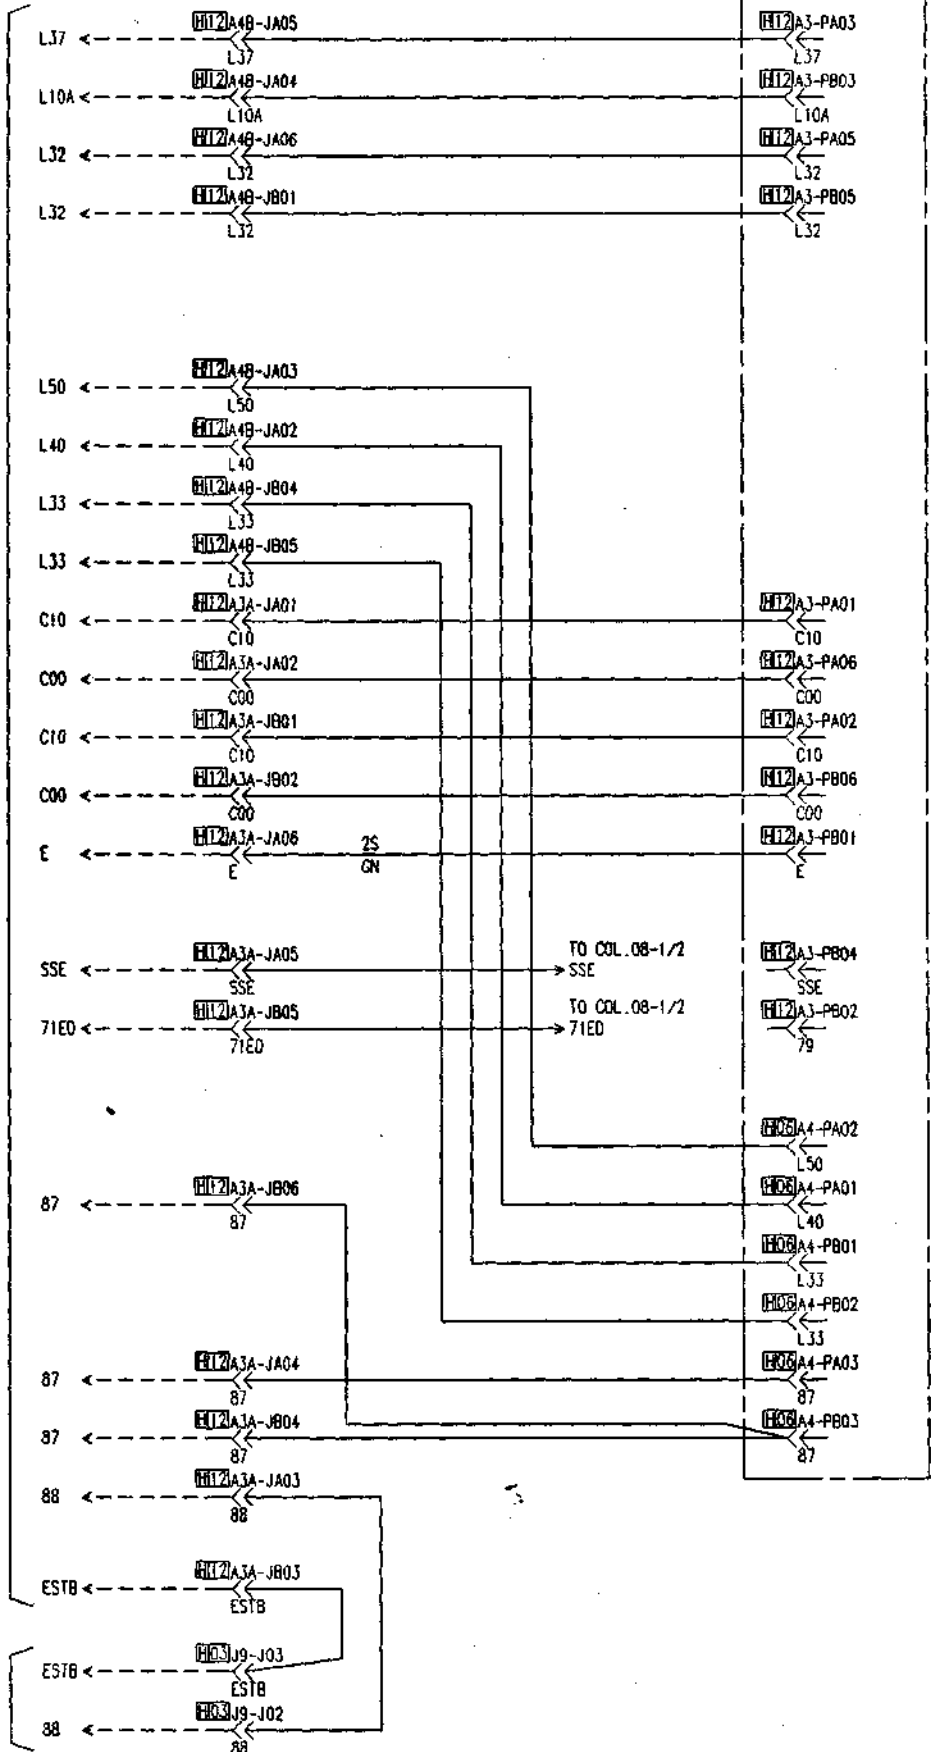 H12 A4B-JA05 H12 A3-PA03
L37
L37 L37
H12 A4B-JA04 H12 A3-PB03
L10A
L10A L10A
H12 A4B-JA06 H12 A3-PA05
L32
L32 L32
H12 A4B-JB01 H12 A3-PB05
L32
L32 L32
H12 A4B-JA03
L50
L50
H12 A4B-JA02
L40
L40
H12 A4B-JB04
L33
L33
H12 A4B-JB05
L33
L33
H12 A3A-JA01 H12 A3-PA01
C10
C10 C10
H12 A3A-JA02 H12 A3-PA06
C00
C00 C00
H12 A3A-JB01 H12 A3-PA02
C10
C10 C10
H12 A3A-JB02 H12 A3-PB06
C00
C00 C00
H12 A3A-JA06 2S H12 A3-PB01
E
E GN E
H12 A3A-JA05 TO COL.08-1/2 H12 A3-PB04
SSE SSE
SSE SSE
H12 A3A-JB05 TO COL.08-1/2 H12 A3-PB02
71ED 71ED
71ED 79
H06 A4-PA02
L50
H12 A3A-JB06 H06 A4-PA01
87
87 L40
H06 A4-PB01
L33
H06 A4-PB02
L33
H12 A3A-JA04 H06 A4-PA03
87
87 87
H12 A3A-JB04 H06 A4-PB03
87
87 87
H12 A3A-JA03
88
88
H12 A3A-JB03
ESTB
ESTB
H03 J9-J03
ESTB
ESTB
H03 J9-J02
88
88